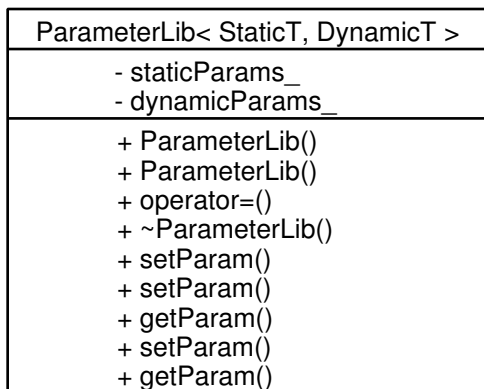 ParameterLib< StaticT, DynamicT >
- staticParams_
- dynamicParams_
+ ParameterLib()
+ ParameterLib()
+ operator=()
+ ~ParameterLib()
+ setParam()
+ setParam()
+ getParam()
+ setParam()
+ getParam()